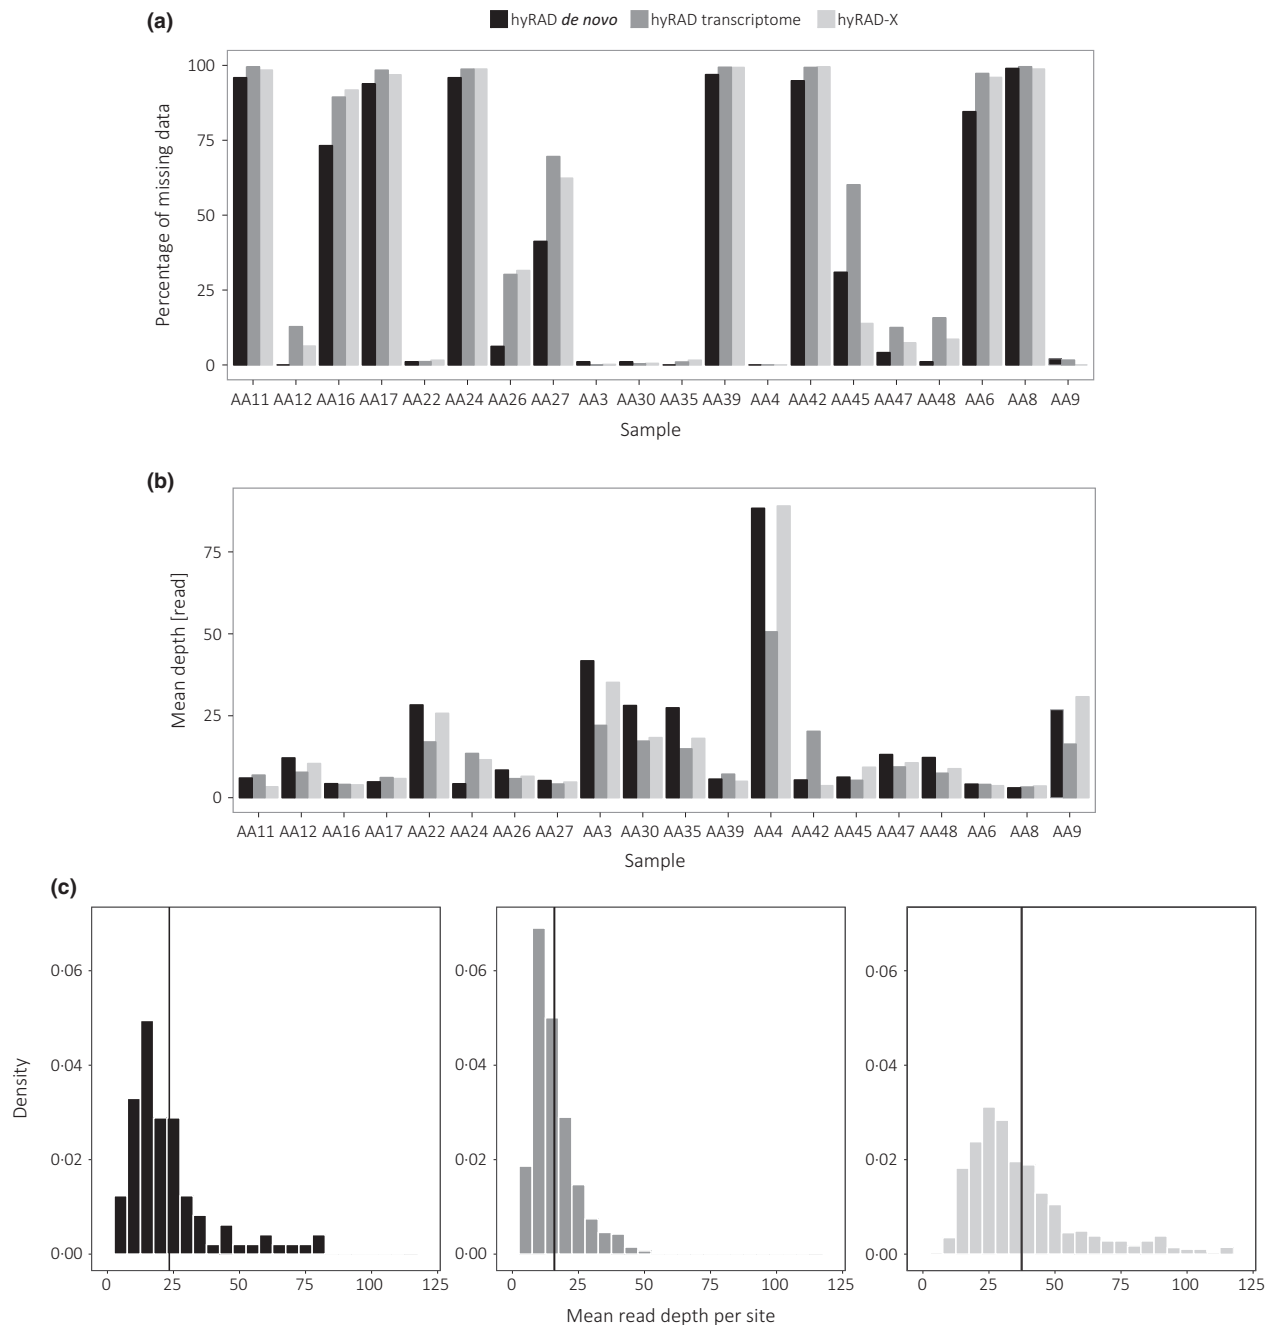 (a)
hyRAD de novo hyRAD transcriptome hyRAD-X
Percentage of missing data
100
75
50
25
0
AA11 AA12 AA16 AA17 AA22 AA24 AA26 AA27 AA3 AA30 AA35 AA39 AA4 AA42 AA45 AA47 AA48 AA6 AA8 AA9
Sample
(b)
Mean depth [read]
75
50
25
0
AA11 AA12 AA16 AA17 AA22 AA24 AA26 AA27 AA3 AA30 AA35 AA39 AA4 AA42 AA45 AA47 AA48 AA6 AA8 AA9
Sample
(c)
Density
0·06 0·06 0·06
0·04 0·04 0·04
0·02 0·02 0·02
0·00 0·00 0·00
0 25 50 75 100 125 0 25 50 75 100 125 0 25 50 75 100 125
Mean read depth per site